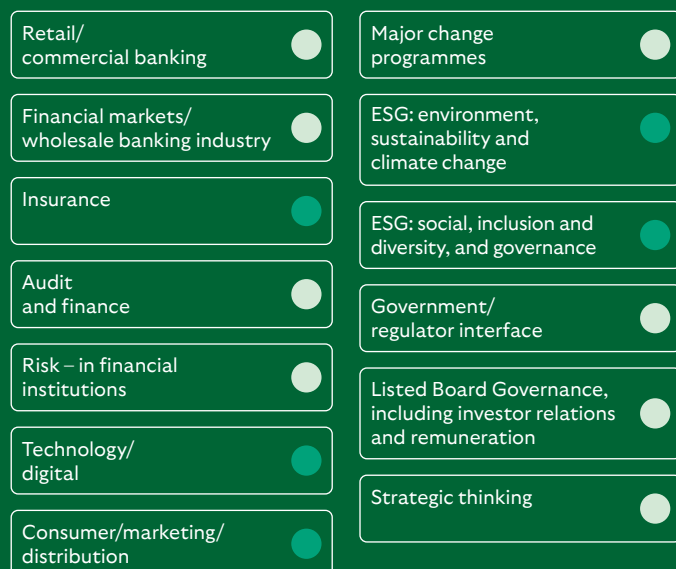 Retail/
commercial banking
Financial markets/
wholesale banking industry
Insurance
Audit
and finance
Risk – in financial
institutions
Technology/
digital
Consumer/marketing/
distribution
Major change
programmes
ESG: environment,
sustainability and
climate change
ESG: social, inclusion and
diversity, and governance
Government/
regulator interface
Listed Board Governance,
including investor relations
and remuneration
Strategic thinking